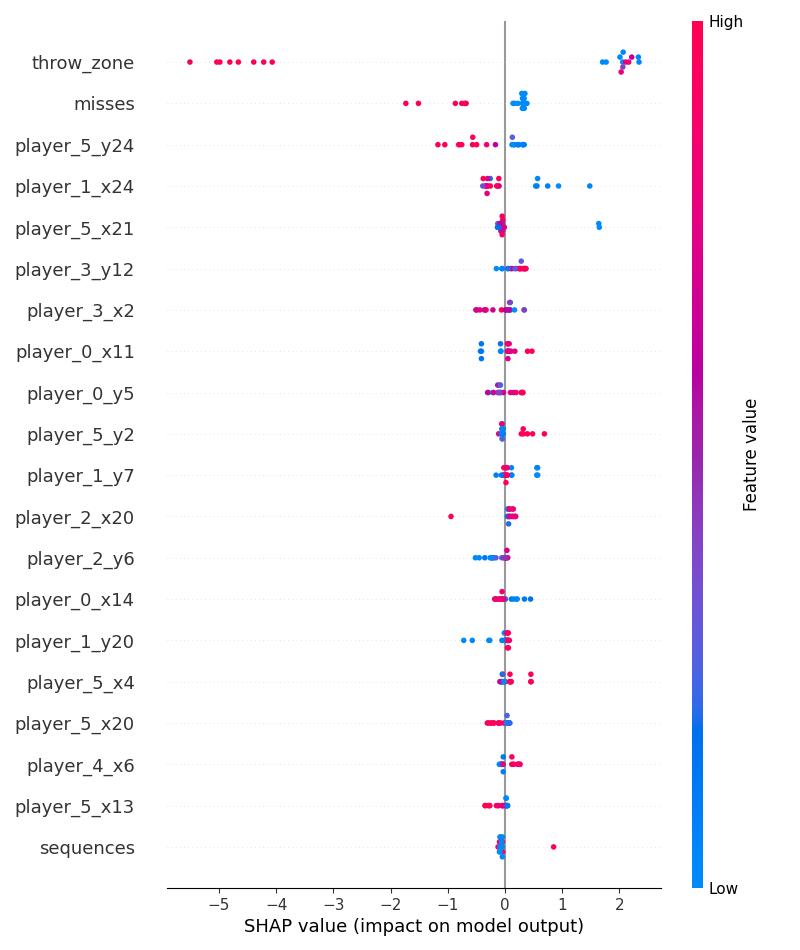 High
throw_zone
misses
player_5_y24
player_1_x24
player_5_x21
player_3_y12
player_3_x2
player_0_x11
player_0_y5
player_5_y2
player_1_y7
player_2_x20
player_2_y6
player_0_x14
player_1_y20
player_5_x4
player_5_x20
player_4_x6
player_5_x13
sequences
Feature value
Low
−5 −4 −3 −2 −1 0 1 2
SHAP value (impact on model output)